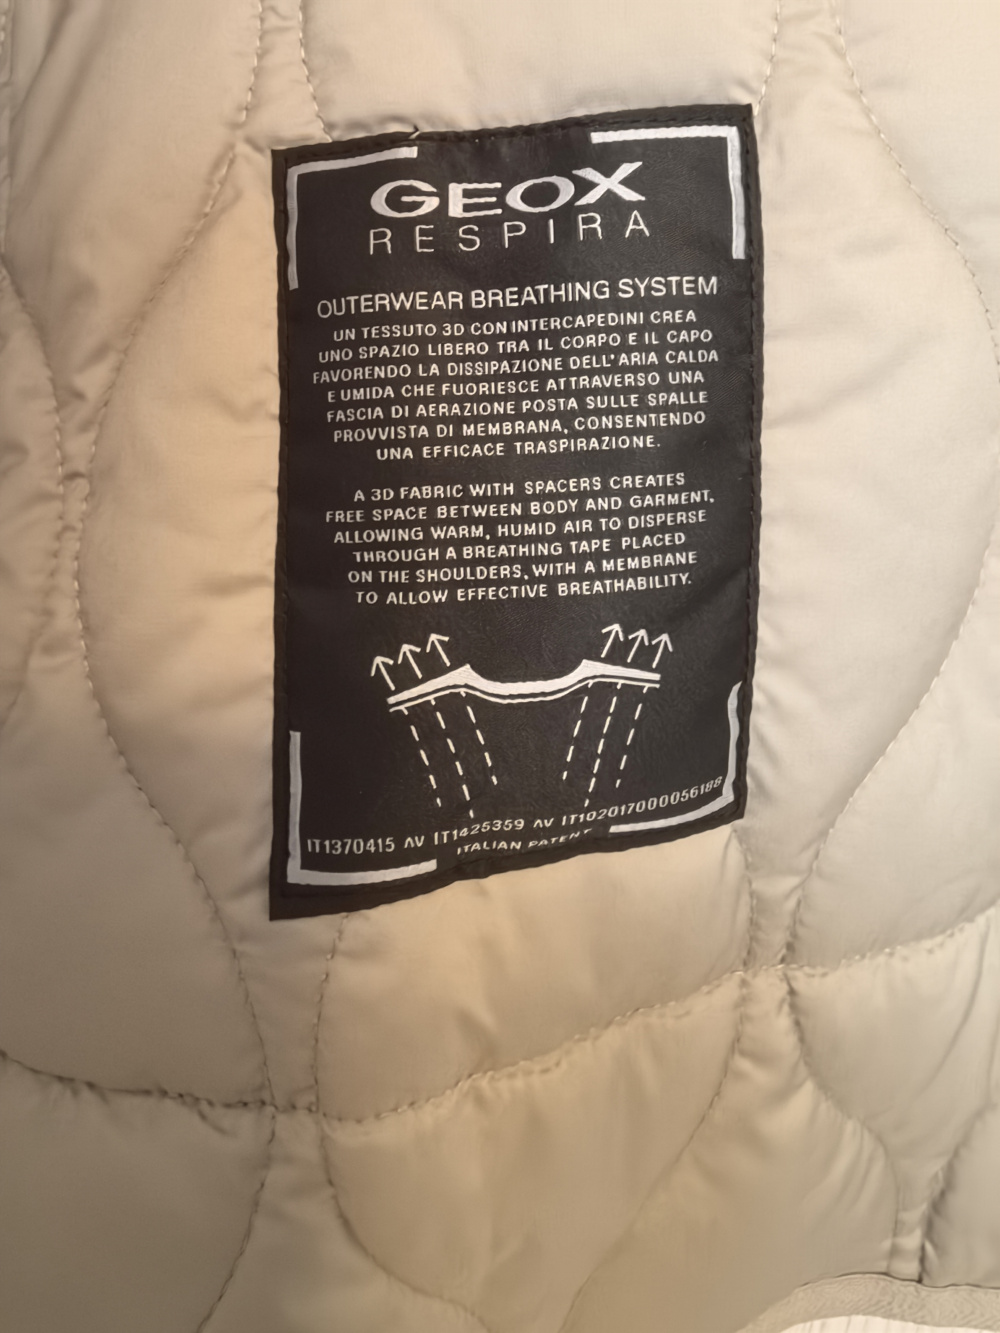 GEOX
RESPIRA
OUTERWEAR BREATHING SYSTEM
UN TESSUTO 3D CON INTERCAPEDINI CREA
UNO SPAZIO LIBERO TRA IL CORPO E IL CAPO
FAVORENDO LA DISSIPAZIONE DELL'ARIA CALDA
E UMIDA CHE FUORIESCE ATTRAVERSO UNA
FASCIA DI AERAZIONE POSTA SULLE SPALLE
PROVVISTA DI MEMBRANA, CONSENTENDO
UNA EFFICACE TRASPIRAZIONE.
A 3D FABRIC WITH SPACERS CREATES
FREE SPACE BETWEEN BODY AND GARMENT,
ALLOWING WARM, HUMID AIR TO DISPERSE
THROUGH A BREATHING TAPE PLACED
ON THE SHOULDERS, WITH A MEMBRANE
TO ALLOW EFFECTIVE BREATHABILITY.
IT1370415 ꓥV IT1425359 ꓥV IT102017000056188
ITALIAN PATENT